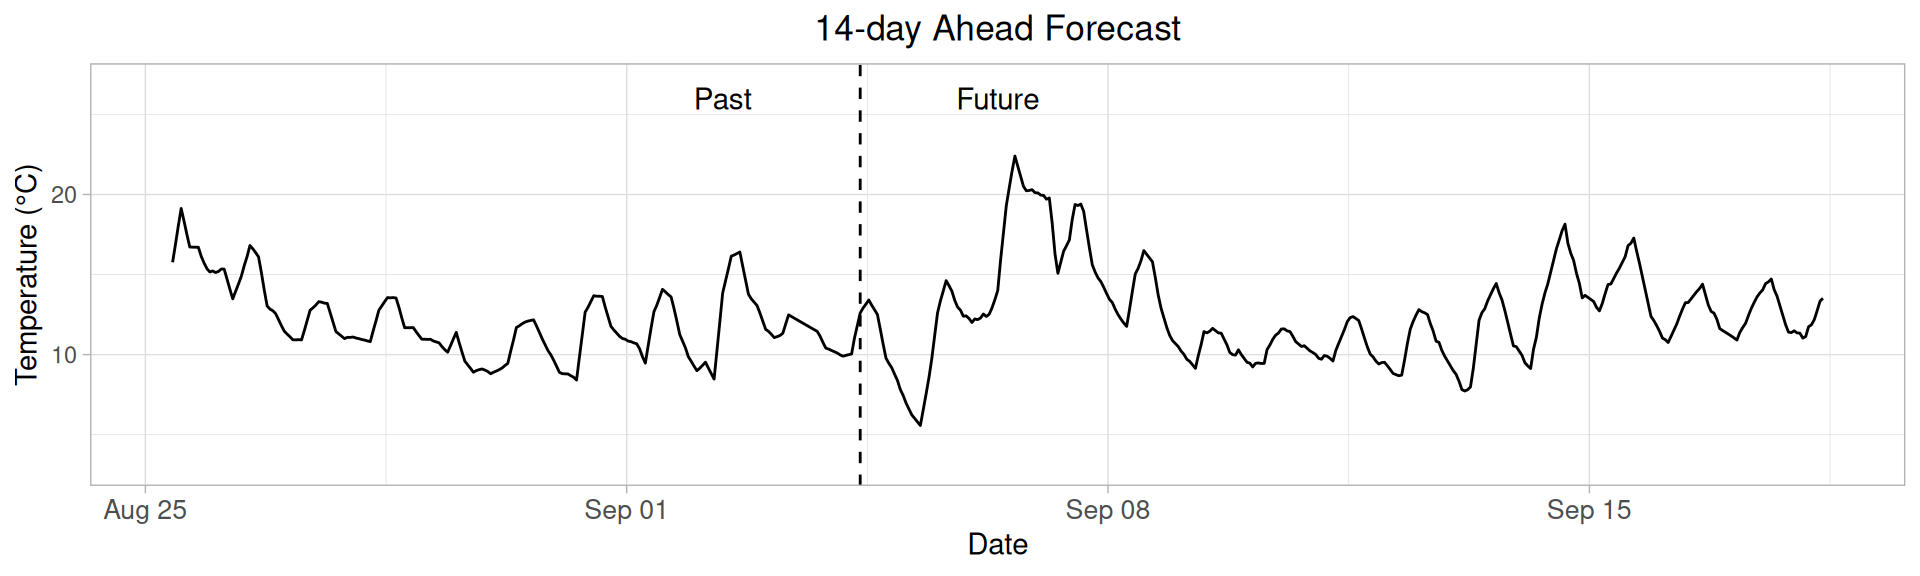 14-day Ahead Forecast
Past
Future
Temperature (°C)
20
10
Aug 25
Sep 01
Sep 08
Sep 15
Date